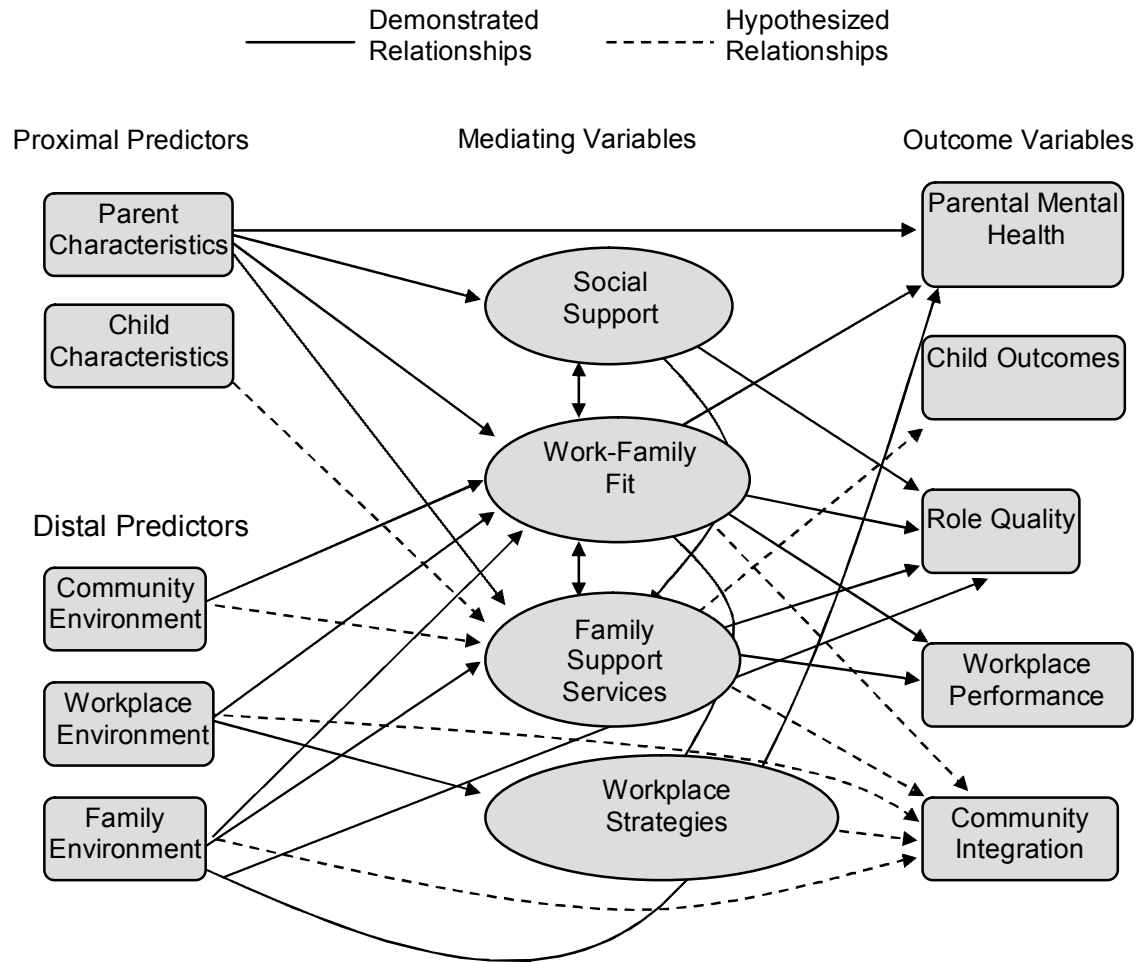 Demonstrated
Relationships
Hypothesized
Relationships
Proximal Predictors
Mediating Variables
Outcome Variables
Parent
Characteristics
Child
Characteristics
Distal Predictors
Community
Environment
Workplace
Environment
Family
Environment
Social
Support
Work-Family
Fit
Family
Support
Services
Workplace
Strategies
Parental Mental
Health
Child Outcomes
Role Quality
Workplace
Performance
Community
Integration